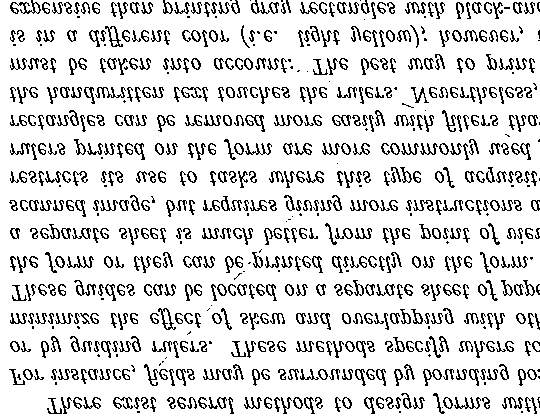 There exist several methods to design forms with
For instance, fields may be surrounded by bounding bo
or by guiding rulers. These methods specify where to
minimize the effect of skew and overlapping with oth
These guides can be located on a separate sheet of pape
the form or they can be printed directly on the form.
a separate sheet is much better from the point of view
scanned image, but requires giving more instructions a
restricts its use to tasks where this type of acquisiti
rulers printed on the form are more commonly used
rectangles can be removed more easily with filters tha
the handwritten text touches the rulers. Nevertheless,
must be taken into account: The best way to print
is in a different color (i.e. light yellow); however,
expensive than printing gray rectangles with black-and